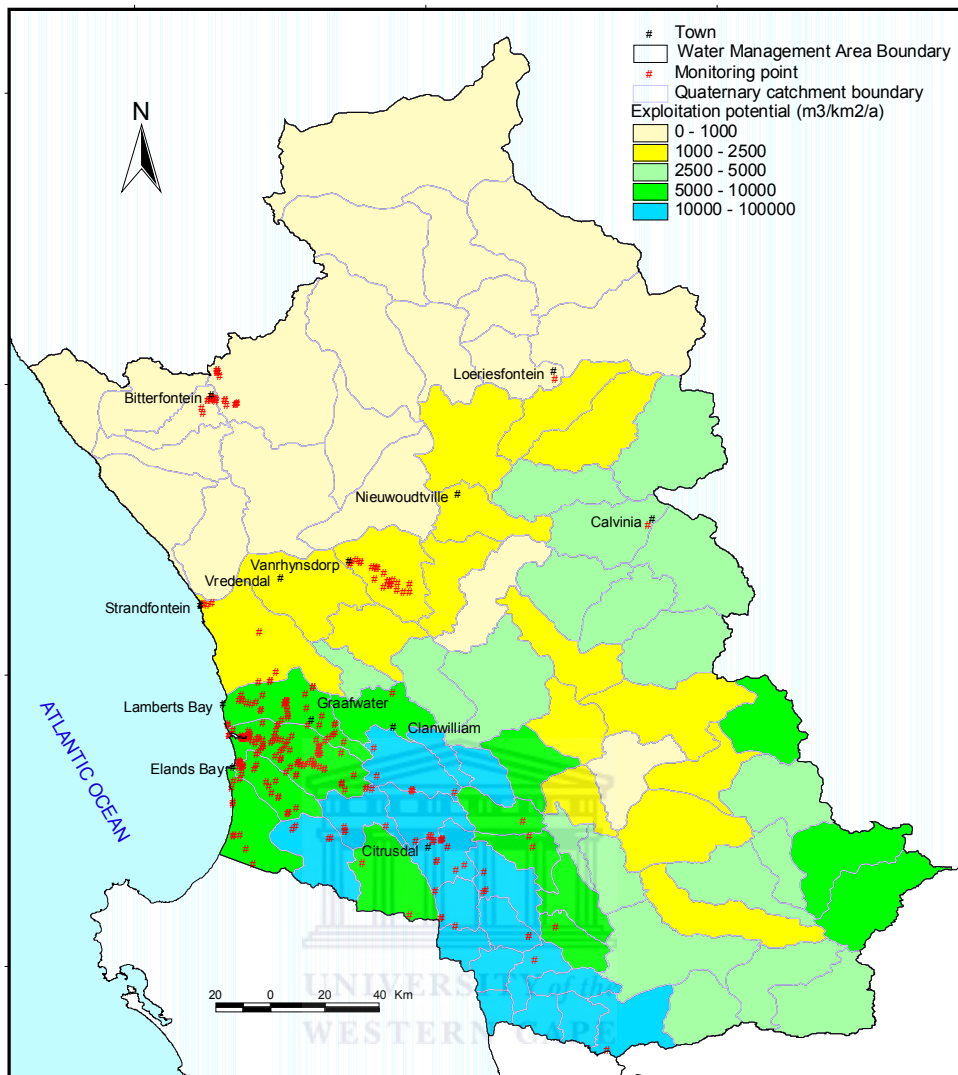 # Town
Water Management Area Boundary
# Monitoring point
Quaternary catchment boundary
Exploitation potential (m3/km2/a)
0 - 1000
1000 - 2500
2500 - 5000
5000 - 10000
10000 - 100000
N
Loeriesfontein
Bitterfontein
Nieuwoudtville
Calvinia
Vanrhynsdorp
Vredendal
Strandfontein
Lamberts Bay
Graafwater
Clanwilliam
Elands Bay
ATLANTIC OCEAN
Citrusdal
UNIVERSITY of the
WESTERN CAPE
20 0 20 40 Km